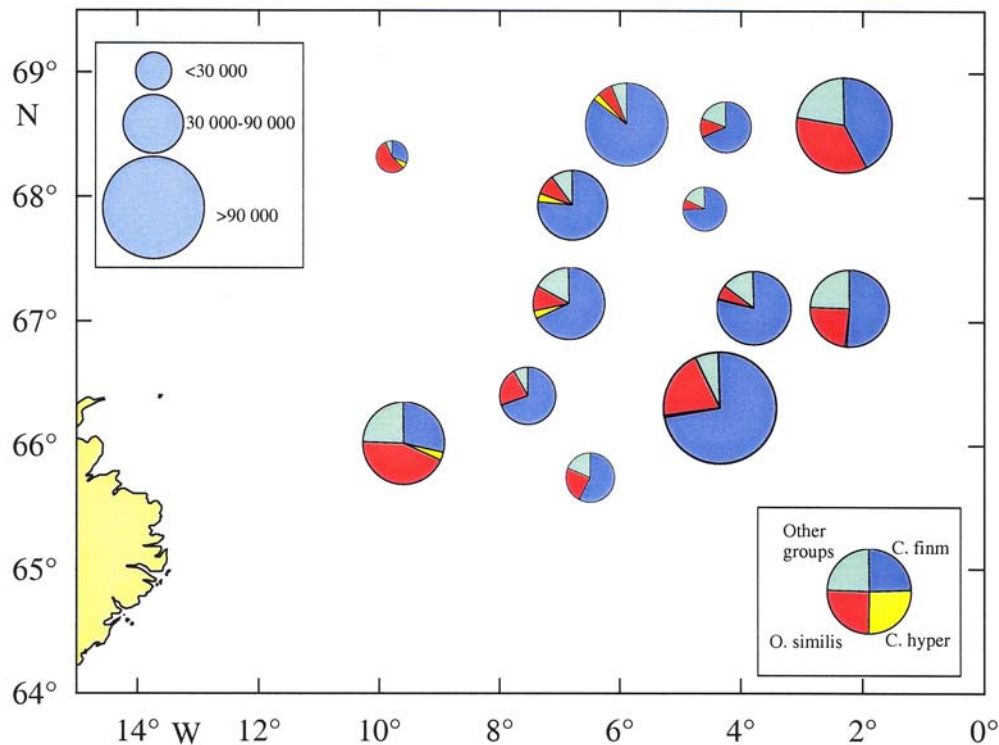 69°
N
68°
67°
66°
65°
64°
<30 000
30 000-90 000
>90 000
Other groups
C. finm
O. similis
C. hyper
14° W 12° 10° 8° 6° 4° 2° 0°